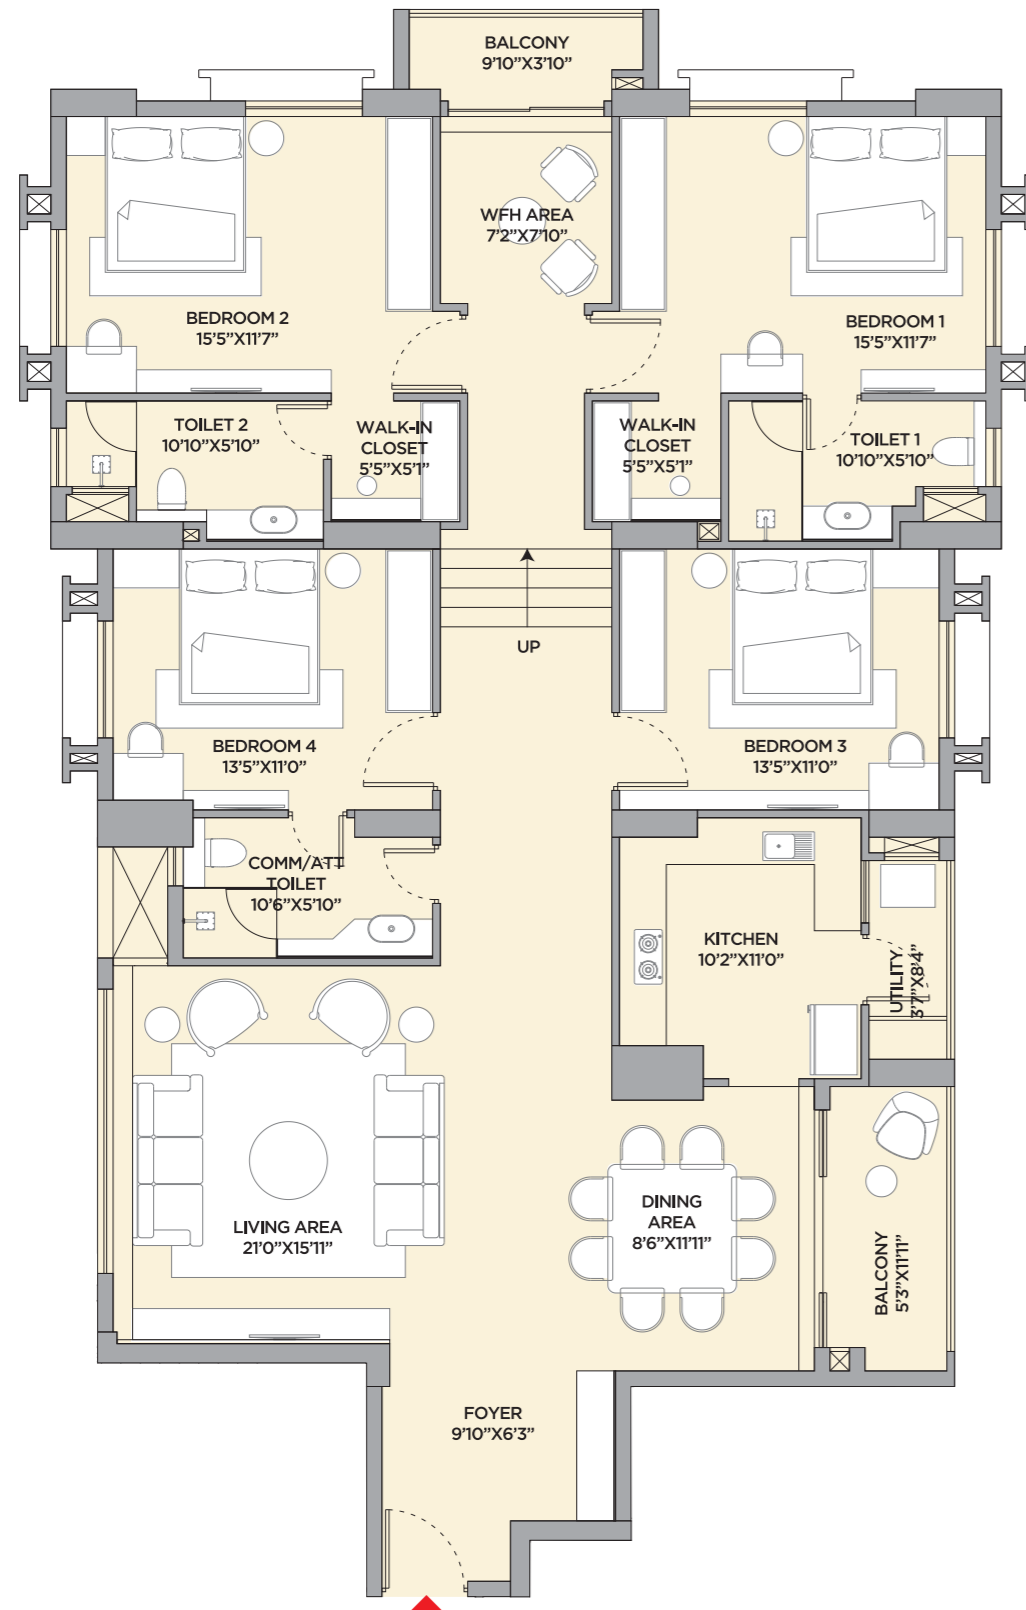 BALCONY
9'10”X3'10”
WFH AREA
7'2”X7'10”
BEDROOM 2
15'5”X11'7”
BEDROOM 1
15'5”X11'7”
TOILET 2
10'10”X5'10”
WALK-IN
CLOSET
5'5”X5'1”
WALK-IN
CLOSET
5'5”X5'1”
TOILET 1
10'10”X5'10”
UP
BEDROOM 4
13'5”X11'0”
BEDROOM 3
13'5”X11'0”
COMM/ATT
TOILET
10'6”X5'10”
KITCHEN
10'2”X11'0”
UTILITY
3'7”X8'4”
LIVING AREA
21'0”X15'11”
DINING
AREA
8'6”X11'11”
BALCONY
5'3”X11'11”
FOYER
9'10”X6'3”